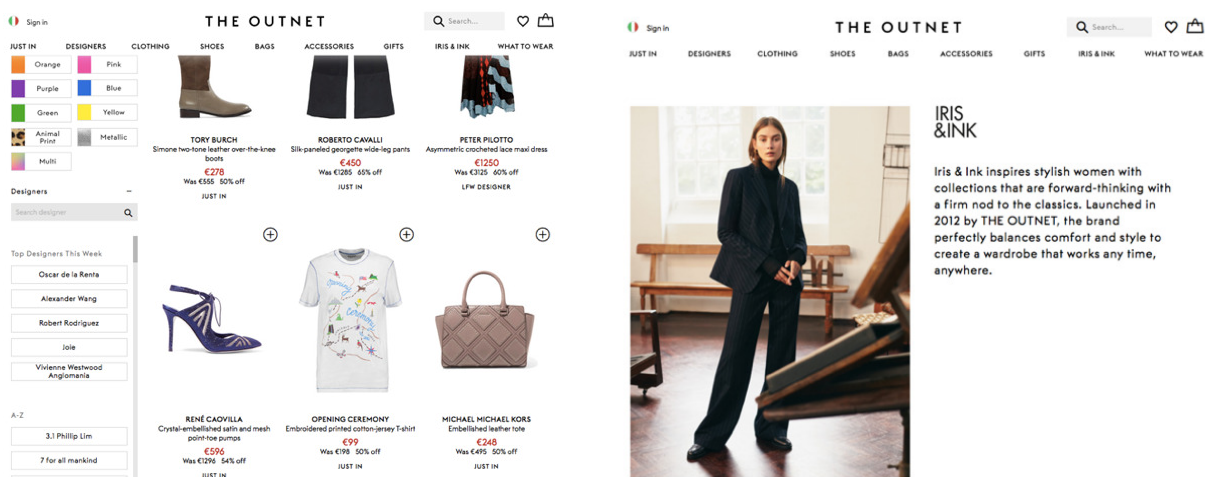 Sign in
THE OUTNET
Search...
JUST IN DESIGNERS CLOTHING SHOES BAGS ACCESSORIES GIFTS IRIS & INK WHAT TO WEAR
Orange Pink
Purple Blue
Green Yellow
Animal Print Metallic
Multi
Designers
Search designer
Top Designers This Week
Oscar de la Renta
Alexander Wang
Robert Rodriguez
Joie
Vivienne Westwood
Anglomania
A-Z
3.1 Phillip Lim
7 for all mankind
TORY BURCH
Simone two-tone leather over-the-knee
boots
€278
Was €555 50% off
JUST IN
ROBERTO CAVALLI
Silk-paneled georgette wide-leg pants
€450
Was €1285 65% off
JUST IN
PETER PILOTTO
Asymmetric crocheted lace maxi dress
€1250
Was €3125 60% off
LFW DESIGNER
RENÉ CAOVILLA
Crystal-embellished satin and mesh
point-toe pumps
€596
Was €1296 54% off
JUST IN
OPENING CEREMONY
Embroidered printed cotton-jersey T-shirt
€99
Was €198 50% off
JUST IN
MICHAEL MICHAEL KORS
Embellished leather tote
€248
Was €495 50% off
JUST IN
Sign in
THE OUTNET
Search...
JUST IN DESIGNERS CLOTHING SHOES BAGS ACCESSORIES GIFTS IRIS & INK WHAT TO WEAR
IRIS
&INK
Iris & Ink inspires stylish women with
collections that are forward-thinking with
a firm nod to the classics. Launched in
2012 by THE OUTNET, the brand
perfectly balances comfort and style to
create a wardrobe that works any time,
anywhere.